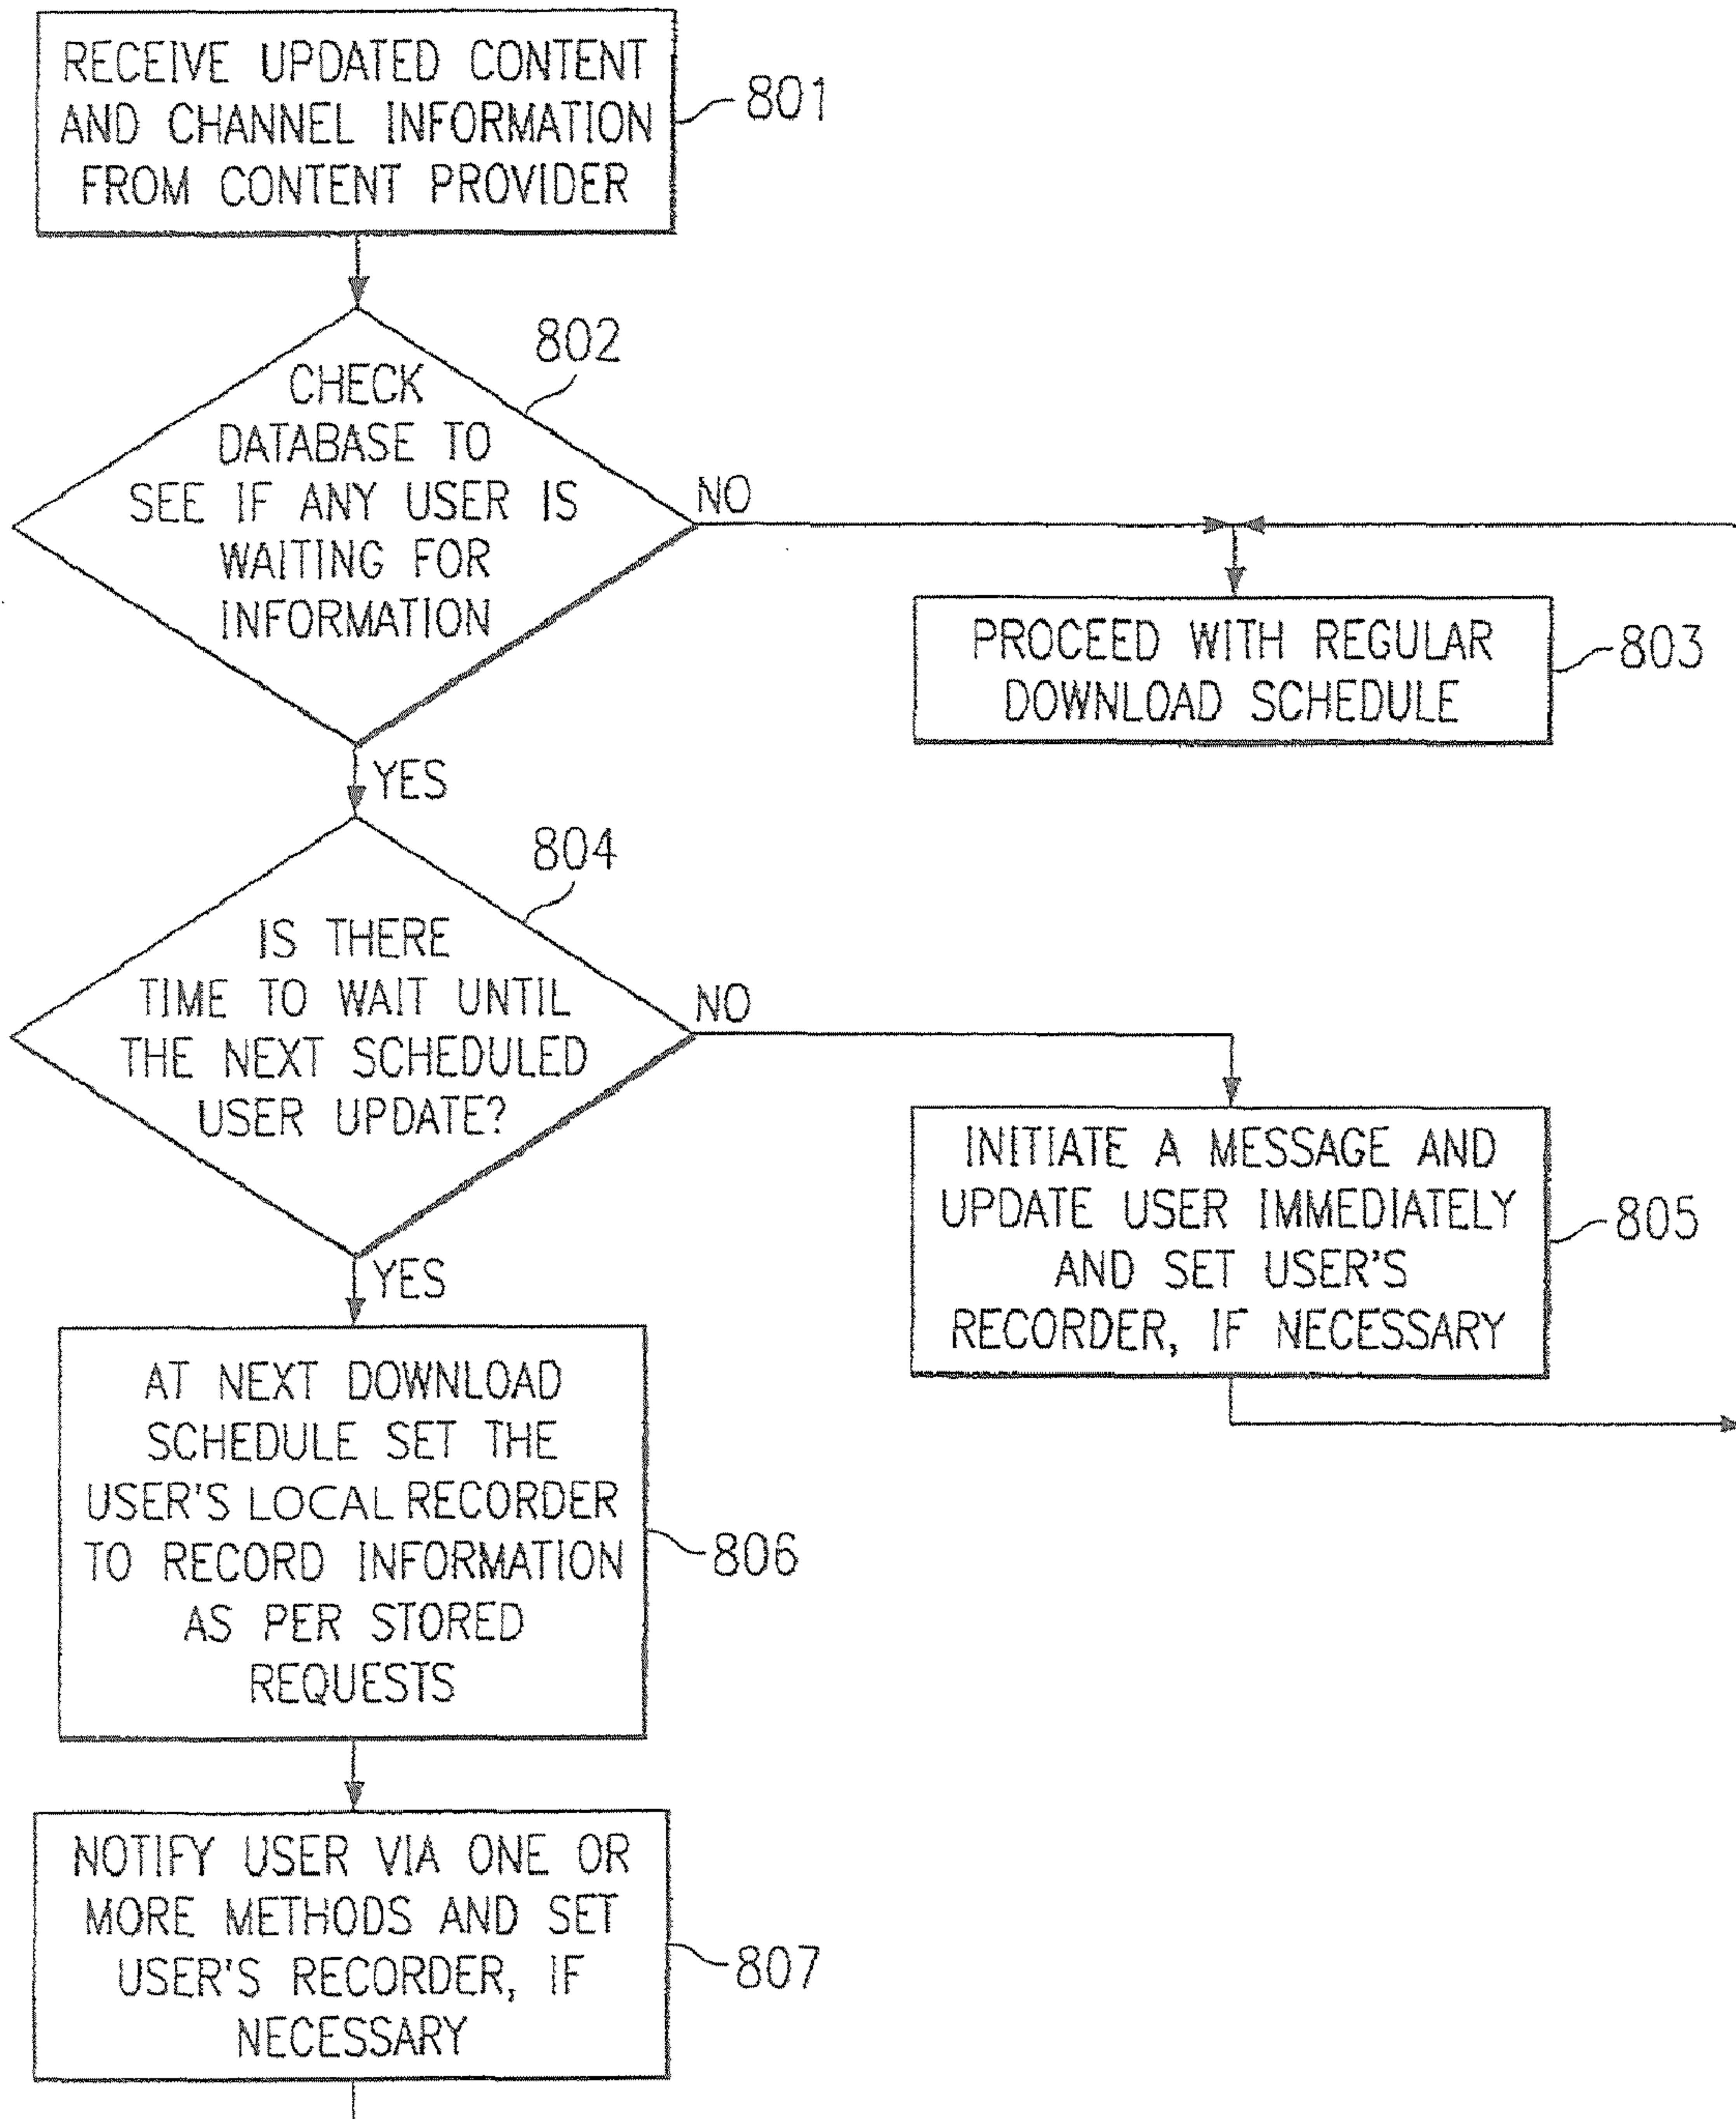 RECEIVE UPDATED CONTENT
AND CHANNEL INFORMATION
FROM CONTENT PROVIDER
801
802
CHECK
DATABASE TO
SEE IF ANY USER IS
WAITING FOR
INFORMATION
NO
YES
PROCEED WITH REGULAR
DOWNLOAD SCHEDULE
803
804
IS THERE
TIME TO WAIT UNTIL
THE NEXT SCHEDULED
USER UPDATE?
NO
YES
INITIATE A MESSAGE AND
UPDATE USER IMMEDIATELY
AND SET USER'S
RECORDER, IF NECESSARY
805
AT NEXT DOWNLOAD
SCHEDULE SET THE
USER'S LOCAL RECORDER
TO RECORD INFORMATION
AS PER STORED
REQUESTS
806
NOTIFY USER VIA ONE OR
MORE METHODS AND SET
USER'S RECORDER, IF
NECESSARY
807